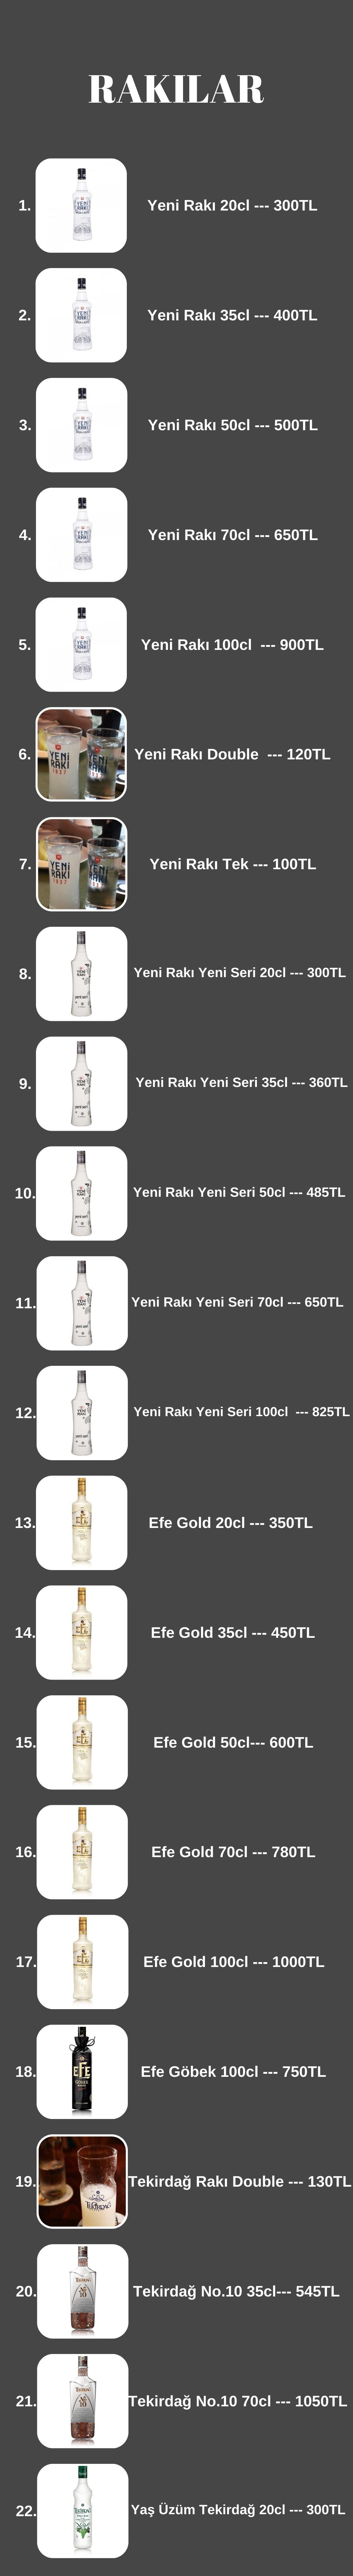 RAKILAR
1. Yeni Rakı 20cl --- 300TL
2. Yeni Rakı 35cl --- 400TL
3. Yeni Rakı 50cl --- 500TL
4. Yeni Rakı 70cl --- 650TL
5. Yeni Rakı 100cl  --- 900TL
6. Yeni Rakı Double  --- 120TL
7. Yeni Rakı Tek --- 100TL
8. Yeni Rakı Yeni Seri 20cl --- 300TL
9. Yeni Rakı Yeni Seri 35cl --- 360TL
10. Yeni Rakı Yeni Seri 50cl --- 485TL
11. Yeni Rakı Yeni Seri 70cl --- 650TL
12. Yeni Rakı Yeni Seri 100cl  --- 825TL
13. Efe Gold 20cl --- 350TL
14. Efe Gold 35cl --- 450TL
15. Efe Gold 50cl--- 600TL
16. Efe Gold 70cl --- 780TL
17. Efe Gold 100cl --- 1000TL
18. Efe Göbek 100cl --- 750TL
19. Tekirdağ Rakı Double --- 130TL
20. Tekirdağ No.10 35cl--- 545TL
21. Tekirdağ No.10 70cl --- 1050TL
22. Yaş Üzüm Tekirdağ 20cl --- 300TL